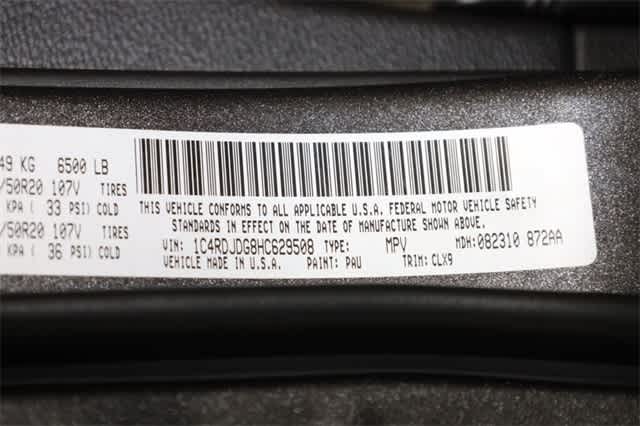 49 KG 6500 LB
/50R20 107V TIRES
KPA ( 33 PSI) COLD
/50R20 107V TIRES
KPA ( 36 PSI) COLD
THIS VEHICLE CONFORMS TO ALL APPLICABLE U.S.A. FEDERAL MOTOR VEHICLE SAFETY
STANDARDS IN EFFECT ON THE DATE OF MANUFACTURE SHOWN ABOVE.
VIN: 1C4RDJDG8HC629508 TYPE: MPV MDH: 082310 872AA
VEHICLE MADE IN U.S.A. PAINT: PAU TRIM: CLX9